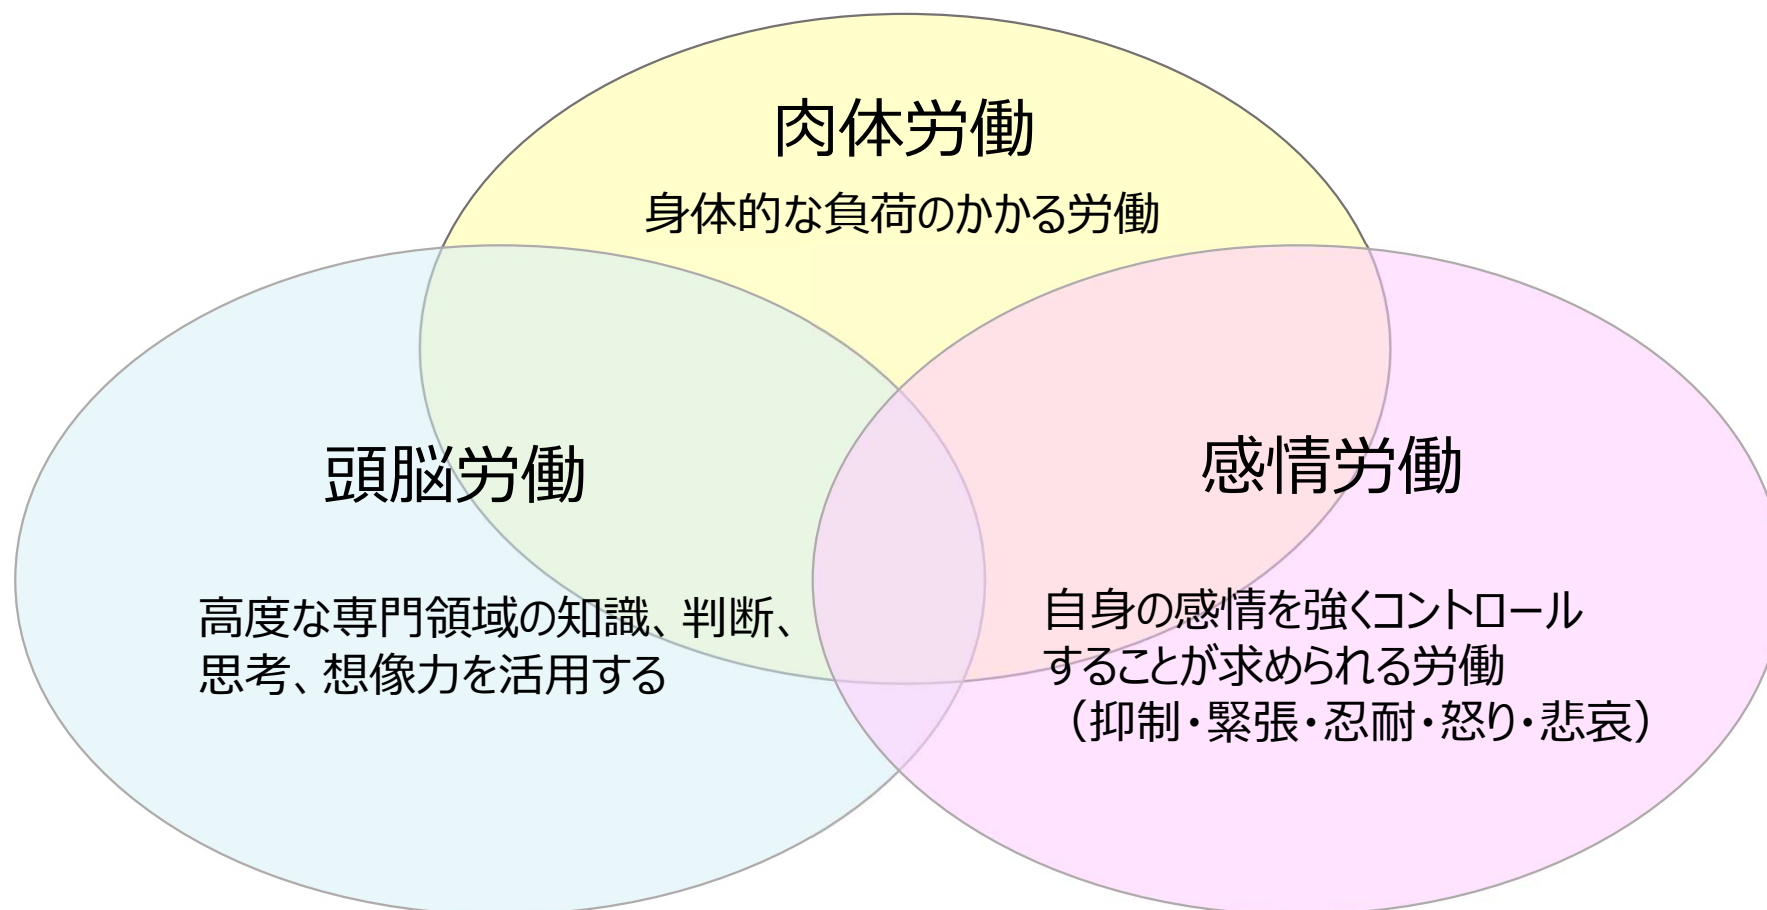 肉体労働
身体的な負荷のかかる労働
頭脳労働
高度な専門領域の知識、判断、
思考、想像力を活用する
感情労働
自身の感情を強くコントロール
することが求められる労働
（抑制・緊張・忍耐・怒り・悲哀）